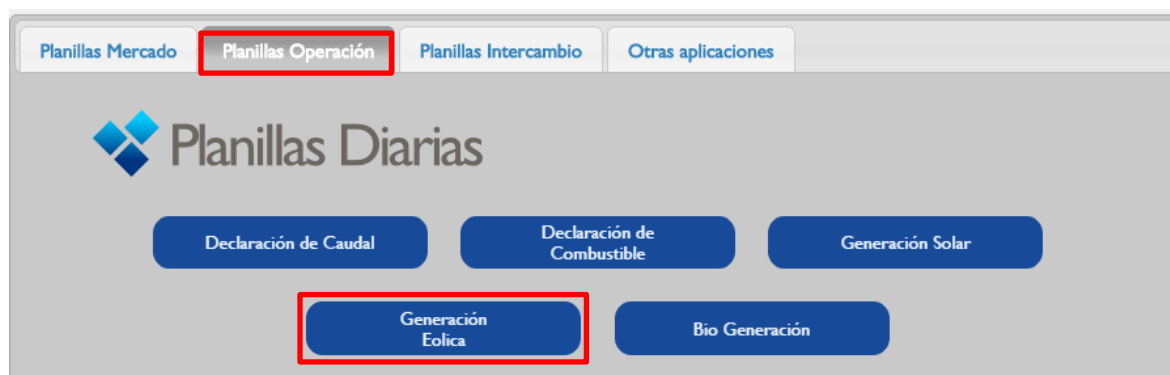 Planillas Mercado
Planillas Operación
Planillas Intercambio
Otras aplicaciones
Planillas Diarias
Declaración de Caudal
Declaración de
Combustible
Generación Solar
Generación
Eolica
Bio Generación